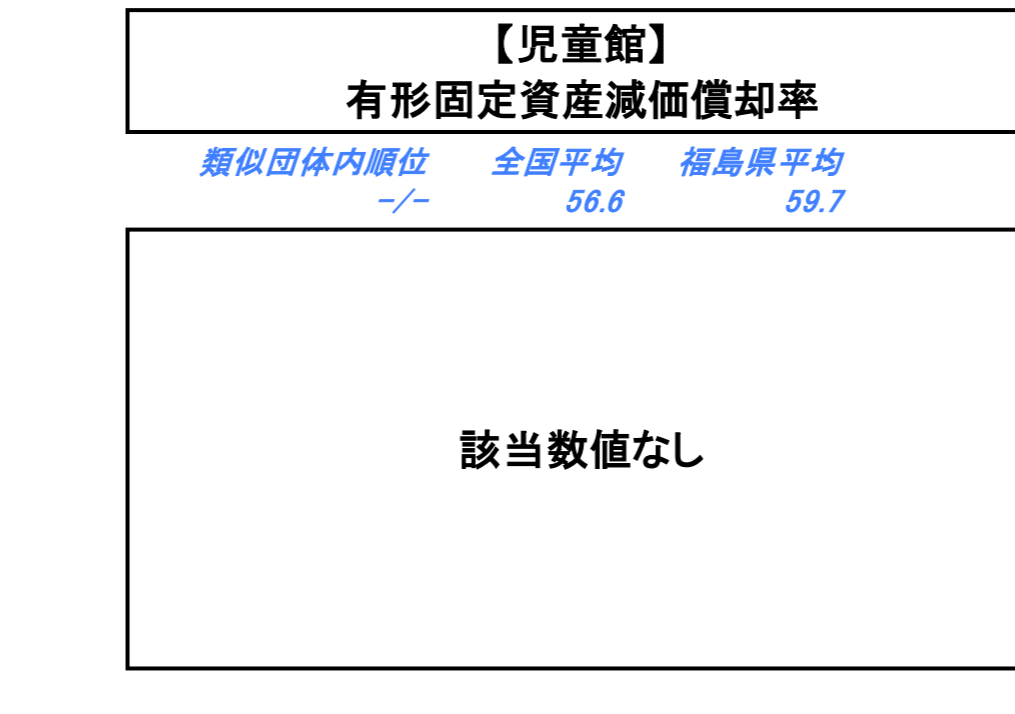 【児童館】
有形固定資産減価償却率
類似団体内順位 全国平均 福島県平均
-/- 56.6 59.7
該当数値なし